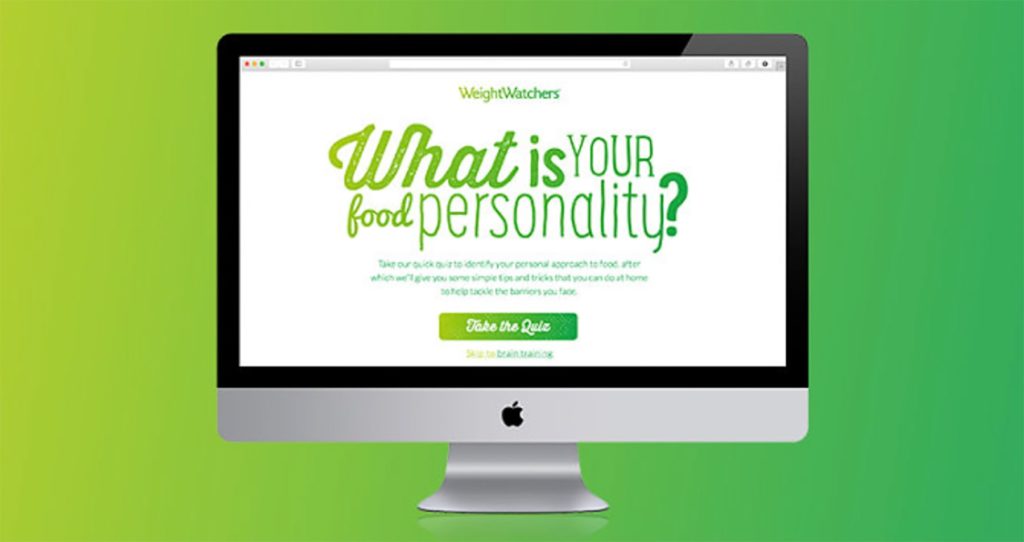 WeightWatchers
What is YOUR
food personality?
Take our quick quiz to identify your personal approach to food, after
which we'll give you some simple tips and tricks that you can do at home
to help tackle the barriers you face.
Take the Quiz
Skip to brain training